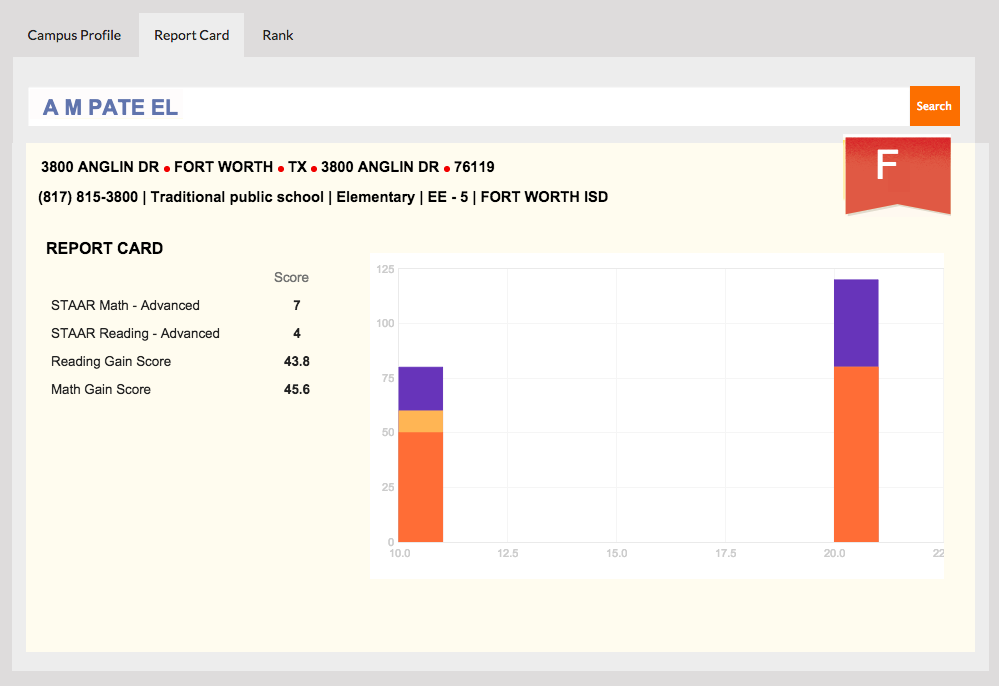 Campus Profile Report Card Rank
A M PATE EL Search
3800 ANGLIN DR • FORT WORTH • TX • 3800 ANGLIN DR • 76119
F
(817) 815-3800 | Traditional public school | Elementary | EE - 5 | FORT WORTH ISD
REPORT CARD
Score
STAAR Math - Advanced 7
STAAR Reading - Advanced 4
Reading Gain Score 43.8
Math Gain Score 45.6
125
100
75
50
25
0
10.0 12.5 15.0 17.5 20.0 22